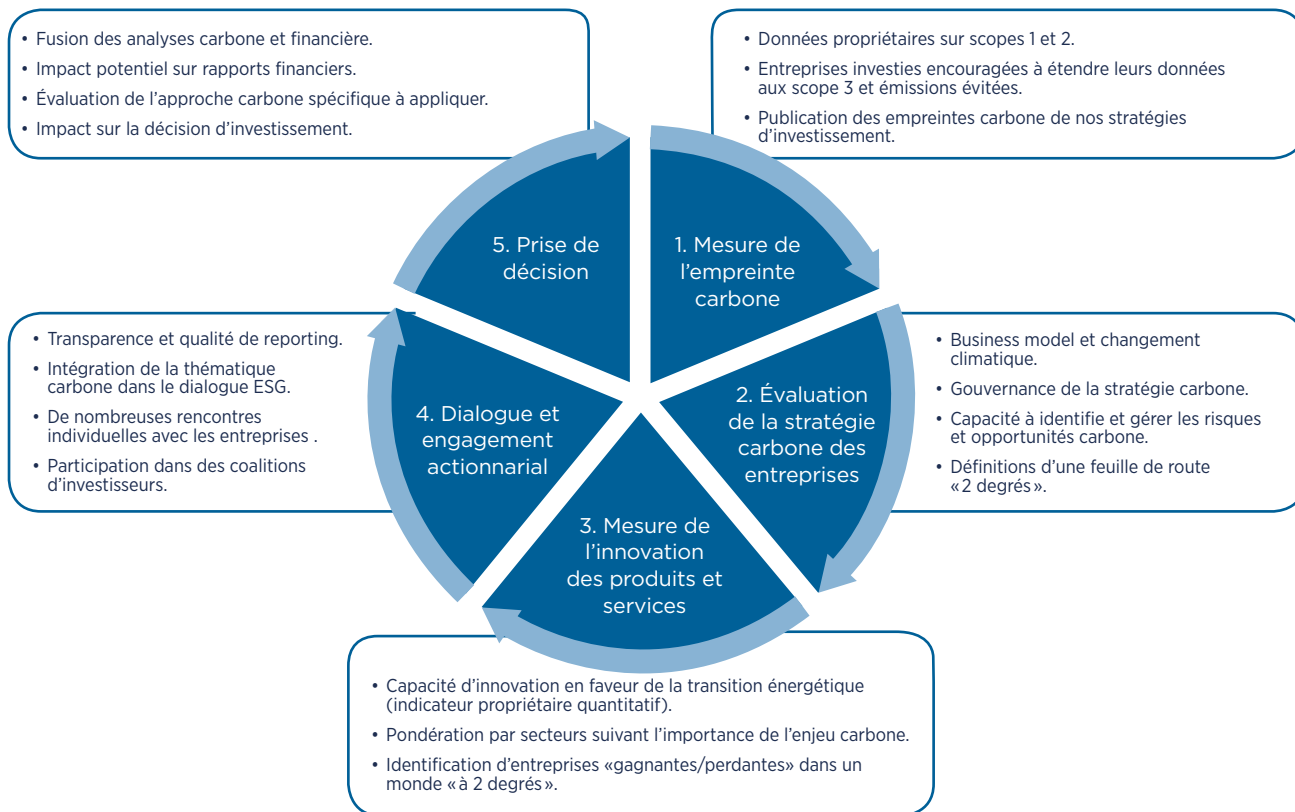 • Fusion des analyses carbone et financière.
• Impact potentiel sur rapports financiers.
• Évaluation de l'approche carbone spécifique à appliquer.
• Impact sur la décision d'investissement.
• Données propriétaires sur scopes 1 et 2.
• Entreprises investies encouragées à étendre leurs données
aux scope 3 et émissions évitées.
• Publication des empreintes carbone de nos stratégies
d'investissement.
5. Prise de
décision
1. Mesure de
l'empreinte
carbone
• Transparence et qualité de reporting.
• Intégration de la thématique
carbone dans le dialogue ESG.
• De nombreuses rencontres
individuelles avec les entreprises .
• Participation dans des coalitions
d'investisseurs.
4. Dialogue et
engagement
actionnarial
2. Évaluation
de la stratégie
carbone des
entreprises
• Business model et changement
climatique.
• Gouvernance de la stratégie carbone.
• Capacité à identifie et gérer les risques
et opportunités carbone.
• Définitions d'une feuille de route
«2 degrés».
3. Mesure de
l'innovation
des produits et
services
• Capacité d'innovation en faveur de la transition énergétique
(indicateur propriétaire quantitatif).
• Pondération par secteurs suivant l'importance de l'enjeu carbone.
• Identification d'entreprises «gagnantes/perdantes» dans un
monde «à 2 degrés».